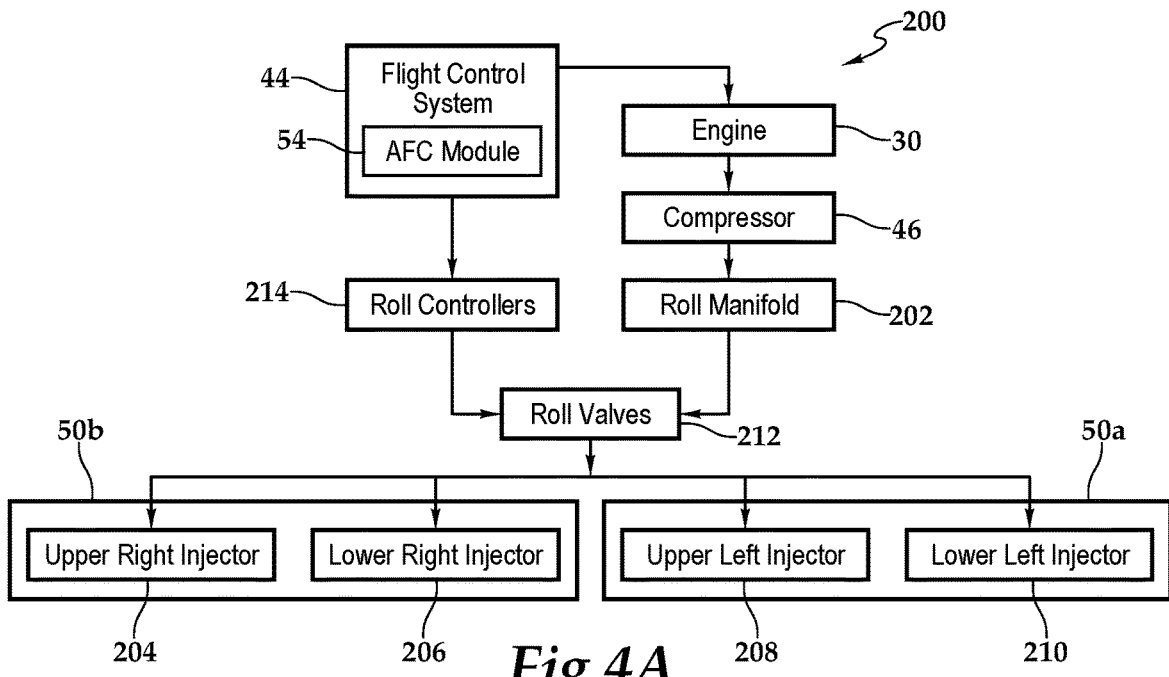 200
44
Flight Control
System
54
AFC Module
Engine
30
Compressor
46
214
Roll Controllers
Roll Manifold
202
Roll Valves
212
50b
50a
Upper Right Injector
Lower Right Injector
Upper Left Injector
Lower Left Injector
204
206
208
210
Fig 4A